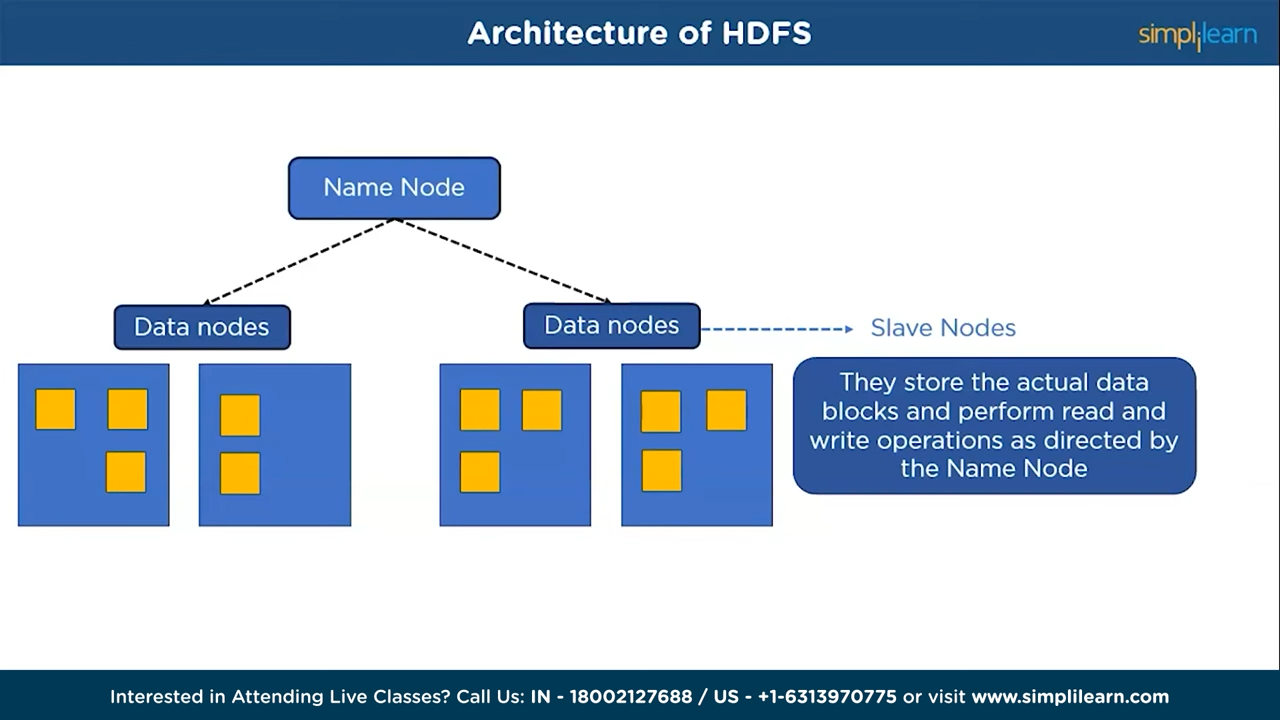 Architecture of HDFS
simplilearn
Name Node
Data nodes
Data nodes
Slave Nodes
They store the actual data
blocks and perform read and
write operations as directed by
the Name Node
Interested in Attending Live Classes? Call Us: IN - 18002127688 / US - +1-6313970775 or visit www.simplilearn.com